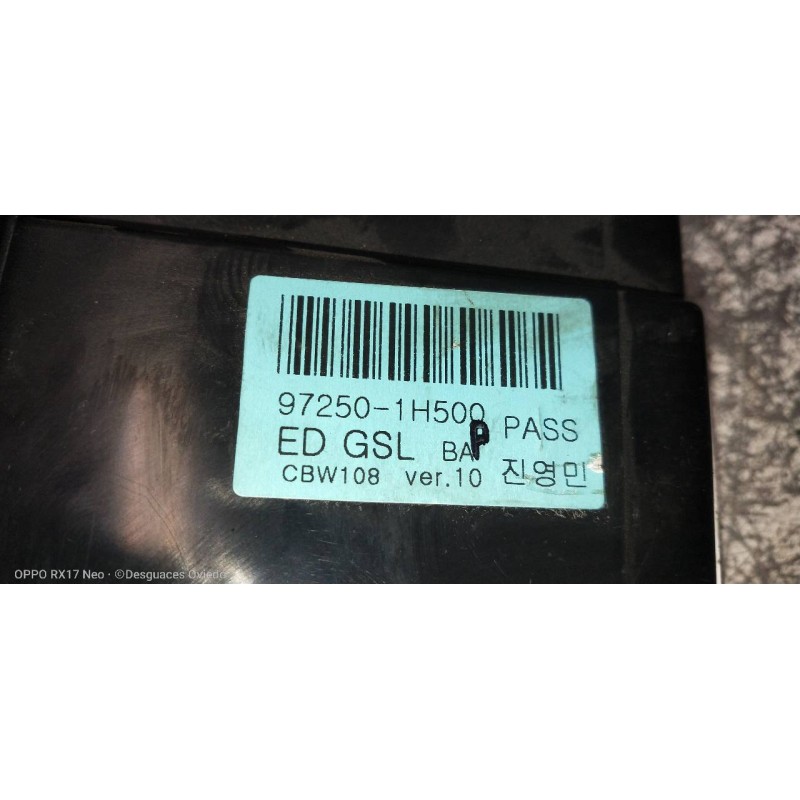 97250-1H500 PASS
ED GSL BA P
CBW108 ver.10 진영민
OPPO RX17 Neo · ©Desguaces Oviedo